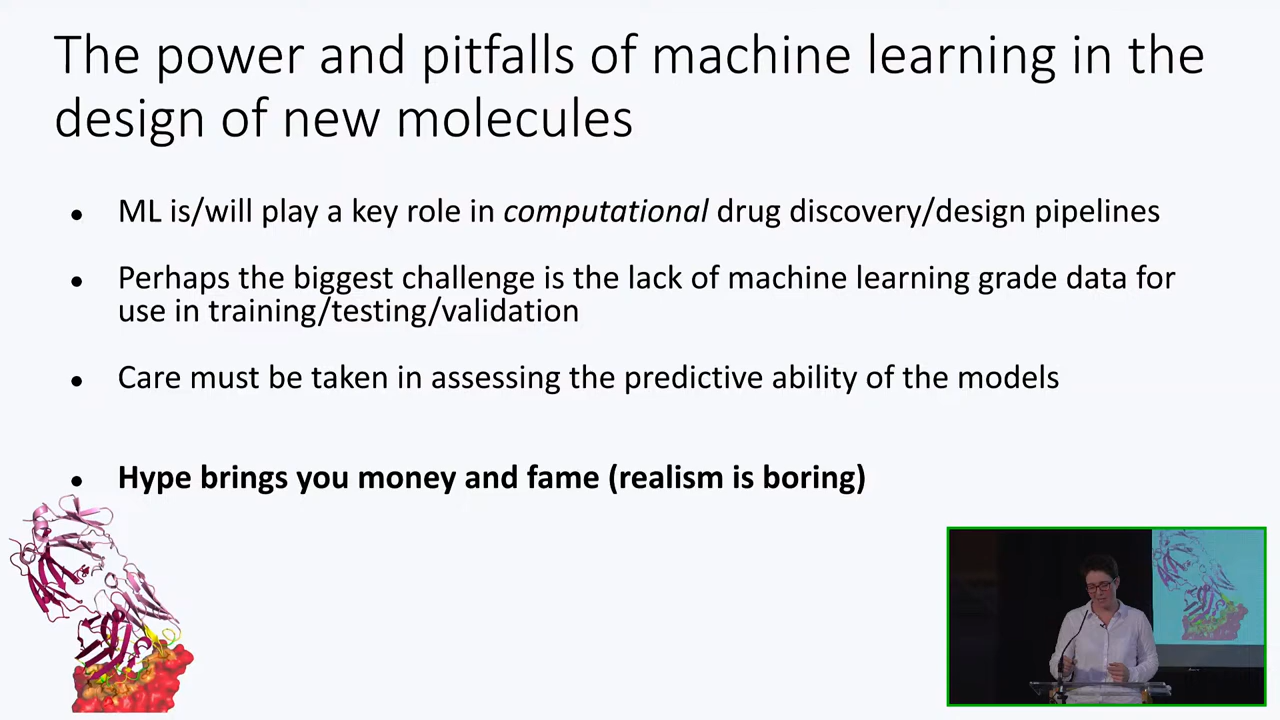 The power and pitfalls of machine learning in the
design of new molecules
● ML is/will play a key role in computational drug discovery/design pipelines
● Perhaps the biggest challenge is the lack of machine learning grade data for
use in training/testing/validation
● Care must be taken in assessing the predictive ability of the models
● Hype brings you money and fame (realism is boring)